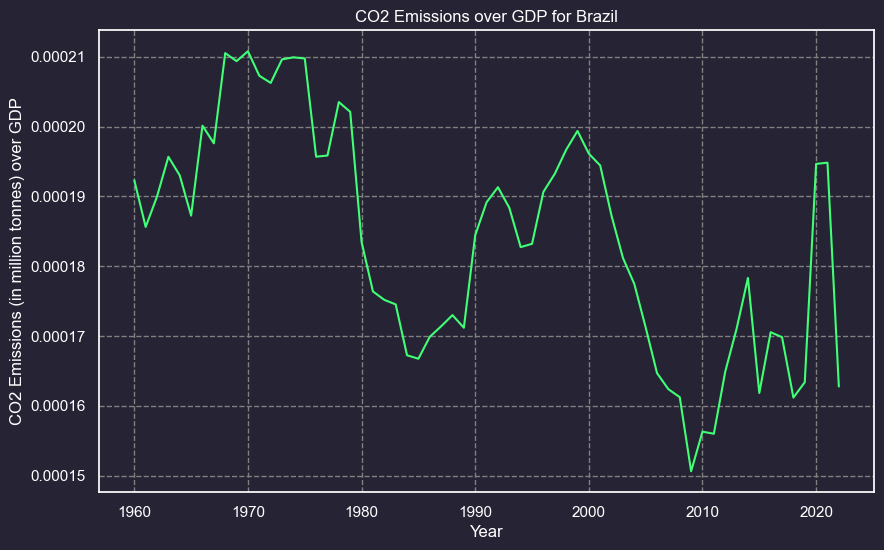 CO2 Emissions over GDP for Brazil
CO2 Emissions (in million tonnes) over GDP
0.00021
0.00020
0.00019
0.00018
0.00017
0.00016
0.00015
1960 1970 1980 1990 2000 2010 2020
Year